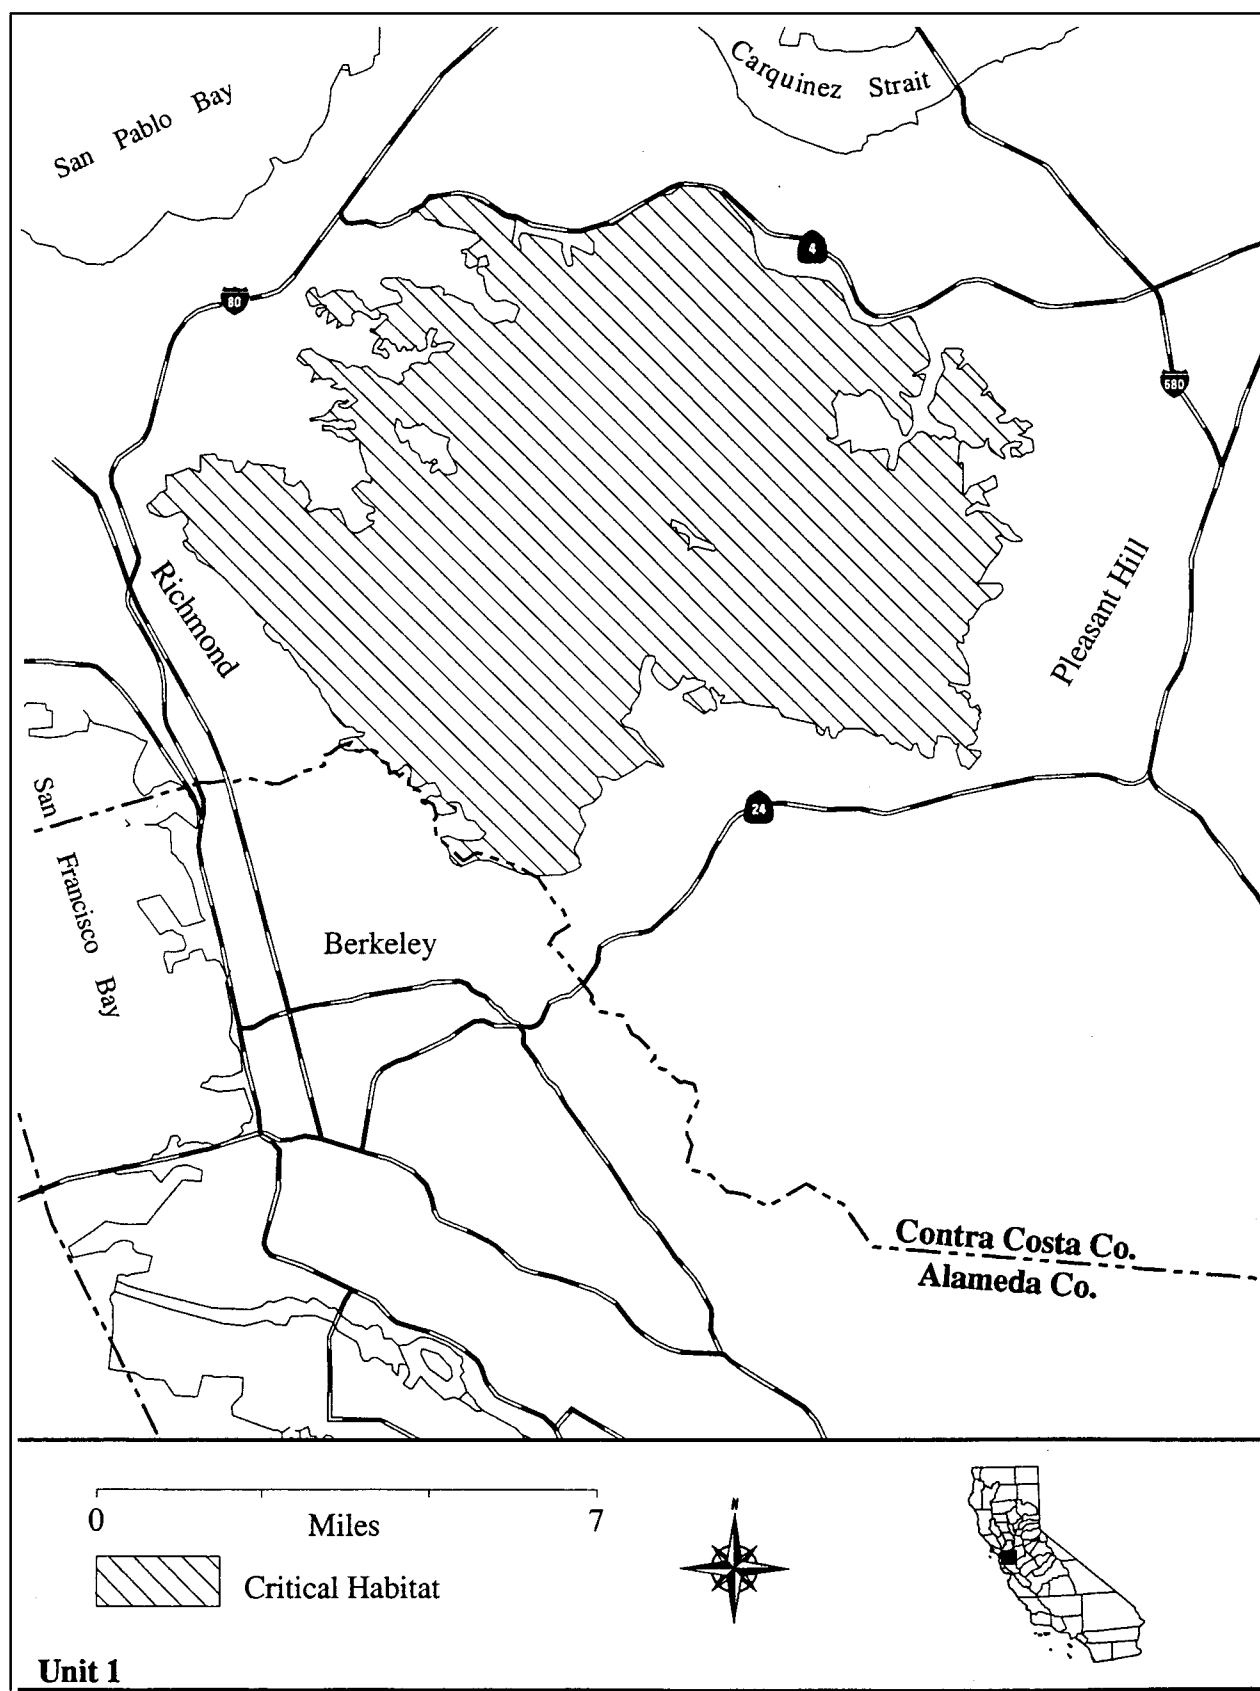 Carquinez Strait
San Pablo Bay
4
80
680
Richmond
Pleasant Hill
San Francisco Bay
24
Berkeley
Contra Costa Co.
Alameda Co.
0 7
Miles
N
Critical Habitat
Unit 1